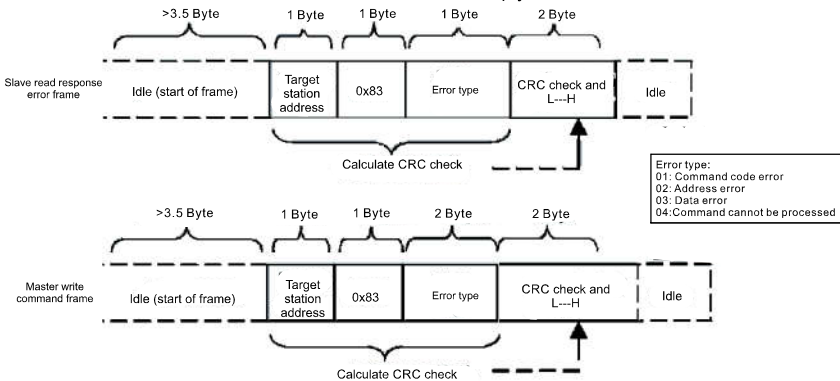 >3.5 Byte
1 Byte
1 Byte
1 Byte
2 Byte
Slave read response
error frame
Idle (start of frame)
Target
station
address
0x83
Error type
CRC check and
L---H
Idle
Calculate CRC check
Error type:
01: Command code error
02: Address error
03: Data error
04:Command cannot be processed
>3.5 Byte
1 Byte
1 Byte
2 Byte
2 Byte
Master write
command frame
Idle (start of frame)
Target
station
address
0x83
Error type
CRC check and
L---H
Idle
Calculate CRC check